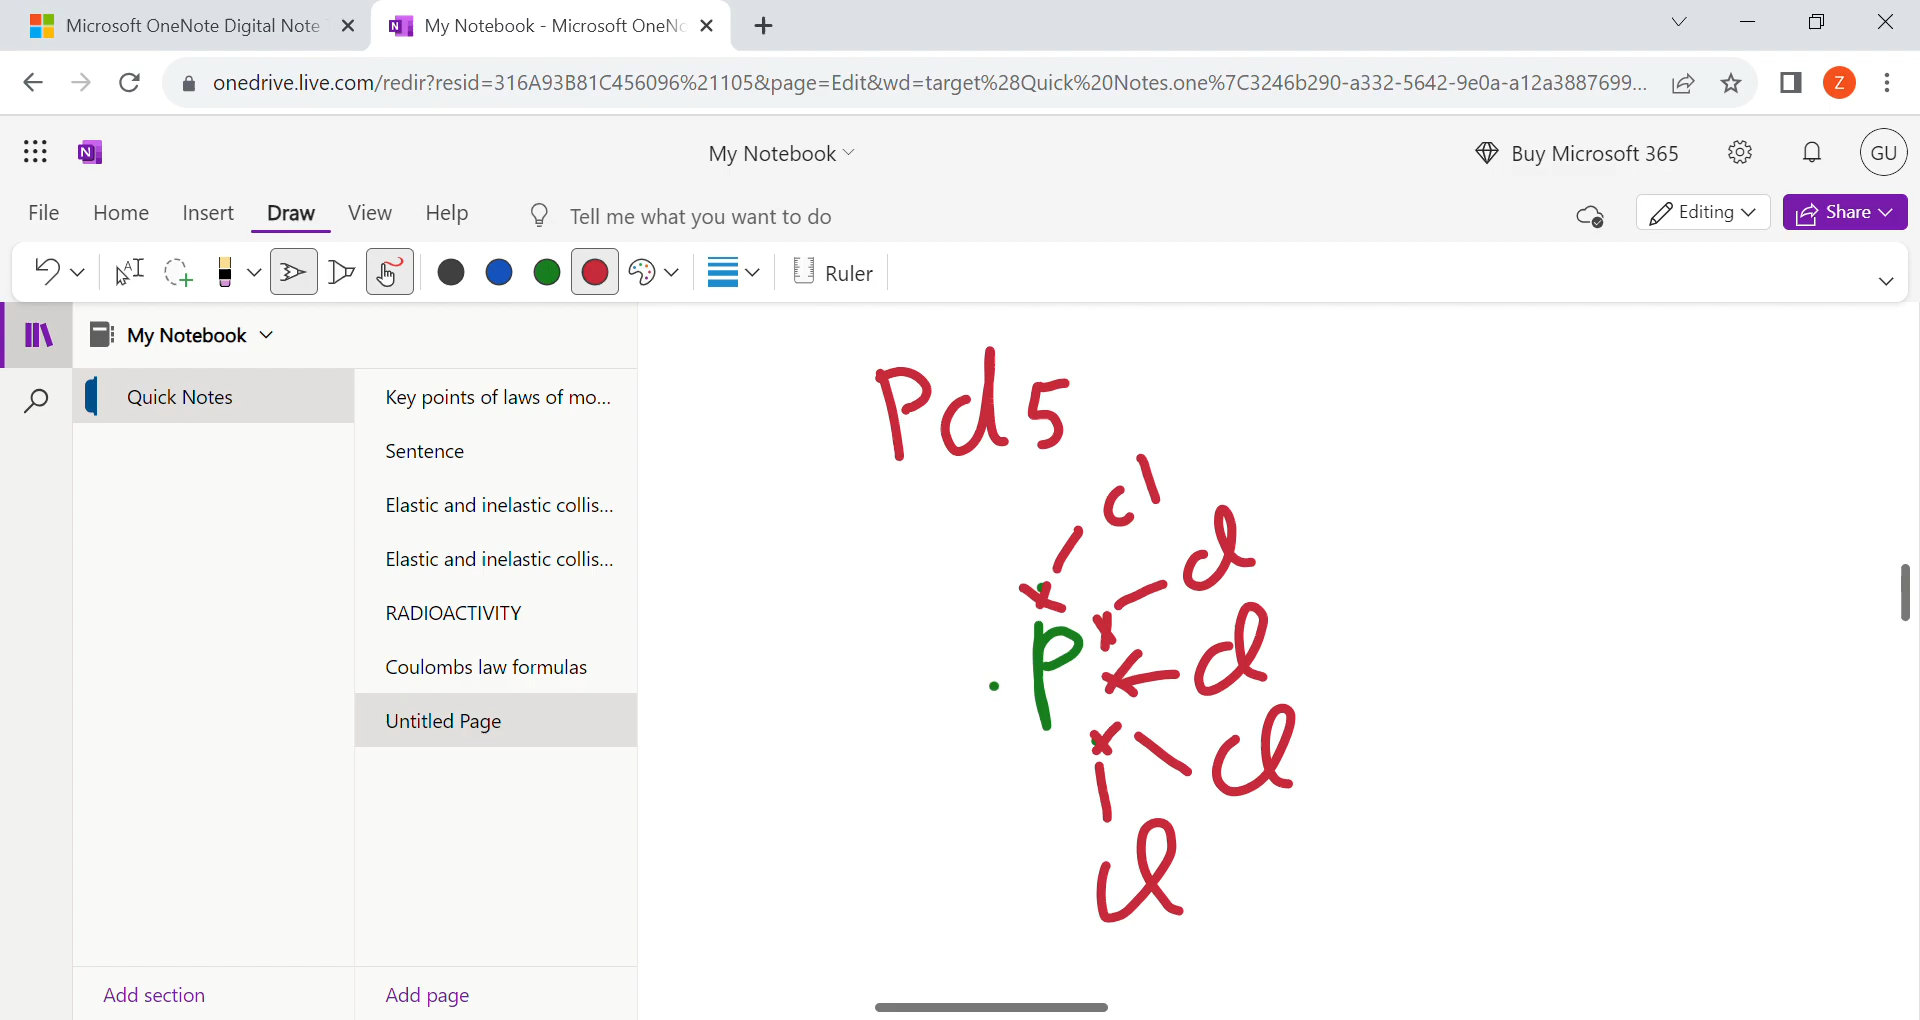 Microsoft OneNote Digital Note
My Notebook - Microsoft OneNo
onedrive.live.com/redir?resid=316A93B81C456096%21105&page=Edit&wd=target%28Quick%20Notes.one%7C3246b290-a332-5642-9e0a-a12a3887699...
Z
N
My Notebook
Buy Microsoft 365
GU
File Home Insert Draw View Help
Tell me what you want to do
Editing
Share
Ruler
My Notebook
Quick Notes
Key points of laws of mo...
Sentence
Elastic and inelastic collis...
Elastic and inelastic collis...
RADIOACTIVITY
Coulombs law formulas
Untitled Page
Add section
Add page
PCl5
Cl
Cl
P
Cl
Cl
Cl